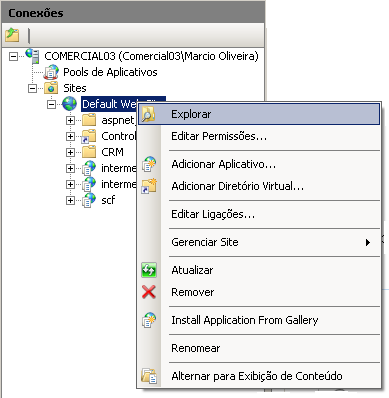 Conexões
COMERCIAL03 (Comercial03\Marcio Oliveira)
Pools de Aplicativos
Sites
Default Web
aspnet
Control
CRM
interme
interme
scf
Explorar
Editar Permissões...
Adicionar Aplicativo...
Adicionar Diretório Virtual...
Editar Ligações...
Gerenciar Site
Atualizar
Remover
Install Application From Gallery
Renomear
Alternar para Exibição de Conteúdo